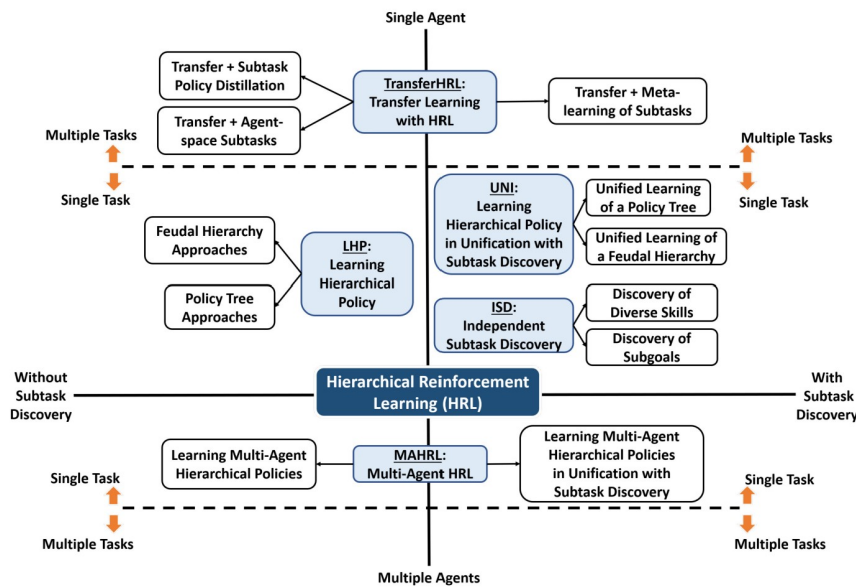 Single Agent
Transfer + Subtask
Policy Distillation
TransferHRL:
Transfer Learning
with HRL
Transfer + Meta-
learning of Subtasks
Transfer + Agent-
space Subtasks
Multiple Tasks
Multiple Tasks
Single Task
Single Task
UNI:
Learning
Hierarchical Policy
in Unification with
Subtask Discovery
Unified Learning
of a Policy Tree
Unified Learning of
a Feudal Hierarchy
Feudal Hierarchy
Approaches
LHP:
Learning
Hierarchical
Policy
Policy Tree
Approaches
ISD:
Independent
Subtask Discovery
Discovery of
Diverse Skills
Discovery of
Subgoals
Without
Subtask
Discovery
Hierarchical Reinforcement
Learning (HRL)
With
Subtask
Discovery
Learning Multi-Agent
Hierarchical Policies
MAHRL:
Multi-Agent HRL
Learning Multi-Agent
Hierarchical Policies
in Unification with
Subtask Discovery
Single Task
Single Task
Multiple Tasks
Multiple Tasks
Multiple Agents